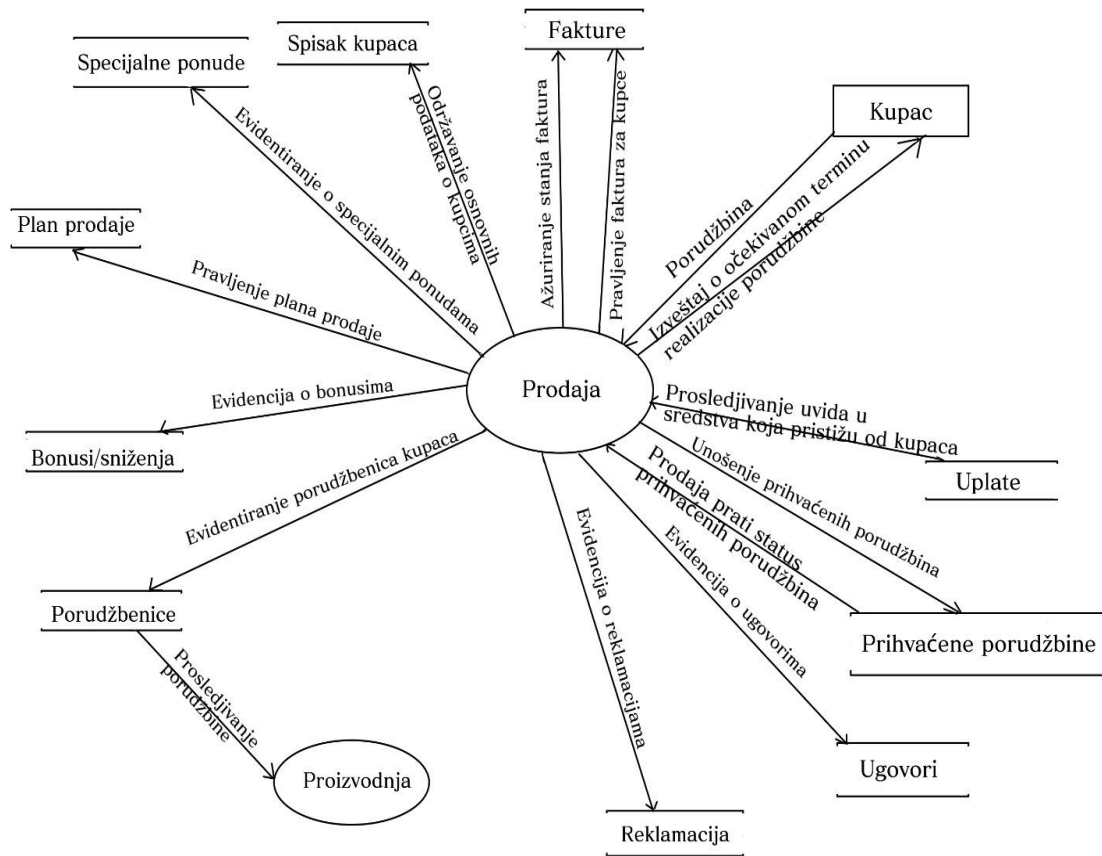 Fakture
Spisak kupaca
Specijalne ponude
Kupac
Održavanje osnovnih
podataka o kupcima
Ažuriranje stanja faktura
Pravljenje faktura za kupce
Evidentiranje o specijalnim ponudama
Porudžbina
Izveštaj o očekivanom terminu
realizacije porudžbine
Plan prodaje
Pravljenje plana prodaje
Prodaja
Evidencija o bonusima
Bonusi/sniženja
Prosledjivanje uvida u
sredstva koja pristižu od kupaca
Uplate
Evidentiranje porudžbenica kupaca
Unošenje prihvaćenih porudžbina
Prodaja prati status
prihvaćenih porudžbina
Evidencija o reklamacijama
Evidencija o ugovorima
Porudžbenice
Prihvaćene porudžbine
Prosledjivanje
porudžbine
Proizvodnja
Ugovori
Reklamacija